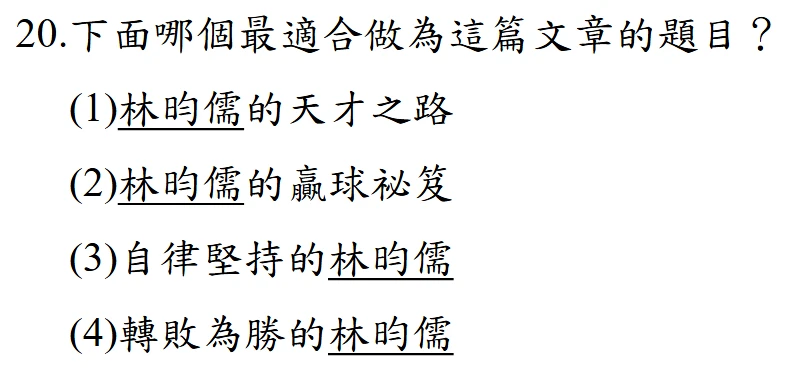 20.下面哪個最適合做為這篇文章的題目？
(1)林昀儒的天才之路
(2)林昀儒的贏球祕笈
(3)自律堅持的林昀儒
(4)轉敗為勝的林昀儒